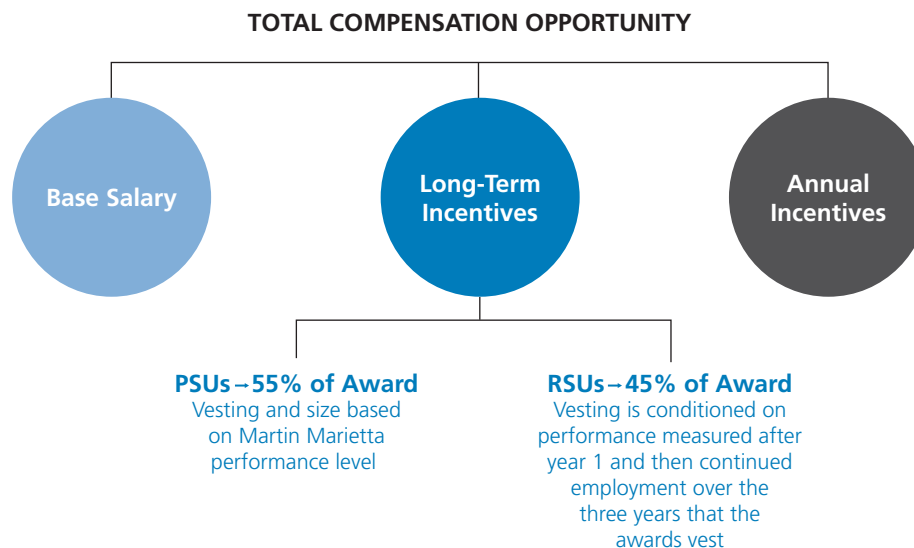 TOTAL COMPENSATION OPPORTUNITY
Base Salary
Long-Term
Incentives
Annual
Incentives
PSUs→55% of Award
Vesting and size based
on Martin Marietta
performance level
RSUs→45% of Award
Vesting is conditioned on
performance measured after
year 1 and then continued
employment over the
three years that the
awards vest